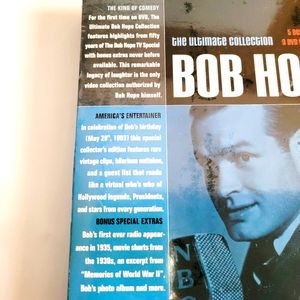 THE KING OF COMEDY
For the first time on DVD, The
Ultimate Bob Hope Collection
features highlights from fifty
years of The Bob Hope TV Special
with bonus extras never before
available. This remarkable
legacy of laughter is the only
video collection authorized by
Bob Hope himself.
AMERICA'S ENTERTAINER
In celebration of Bob's birthday
(May 29th, 1903) this special
collector's edition features rare
vintage clips, hilarious outakes,
and a guest list that reads
like a virtual who's who of
Hollywood legends, Presidents,
and stars from every generation.
BONUS SPECIAL EXTRAS
Bob's first ever radio appear-
ance in 1935, movie shorts from
the 1930s, an excerpt from
"Memories of World War II",
Bob's photo album and more.
the ULTIMATE COLLECTION
BOB HO
NBC